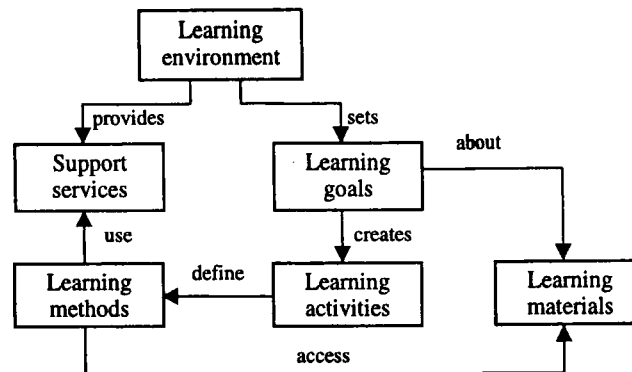 Learning
environment
provides
sets
about
Support
services
Learning
goals
use
creates
Learning
methods
define
Learning
activities
Learning
materials
access